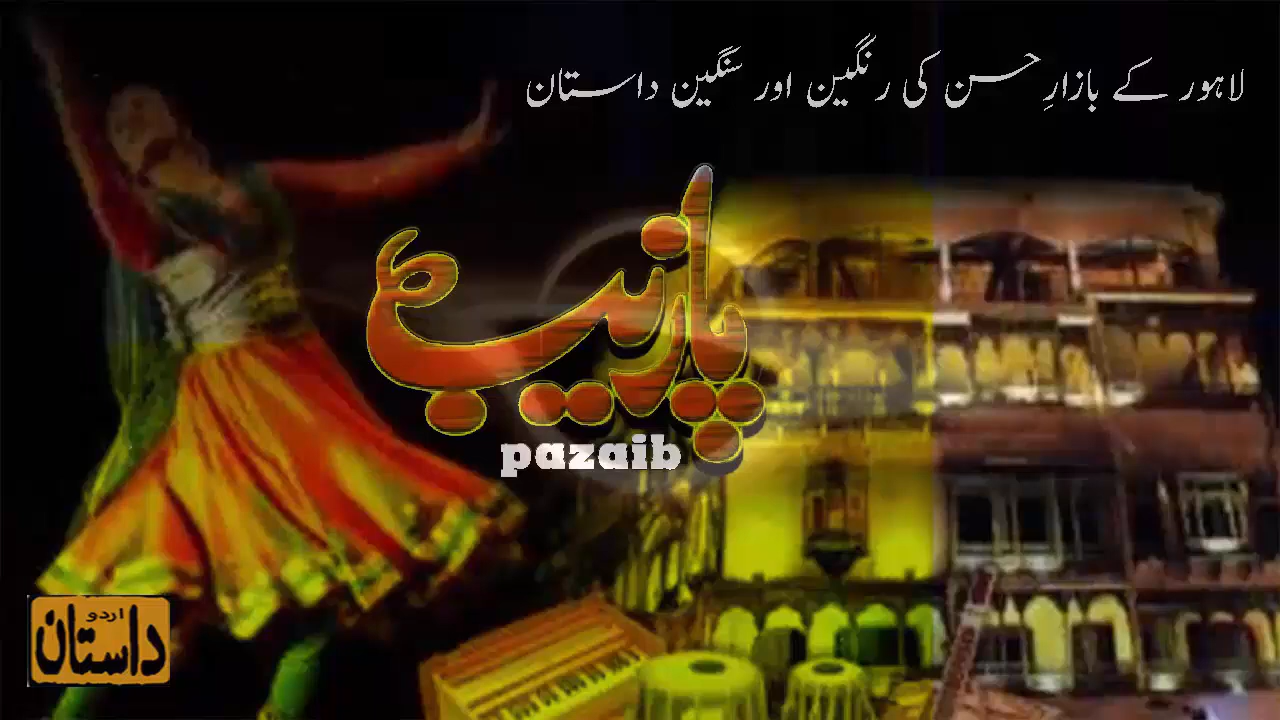 لاہور کے بازارِ حسن کی رنگین اور سنگین داستان
پازیب
pazaib
اردو
داستان